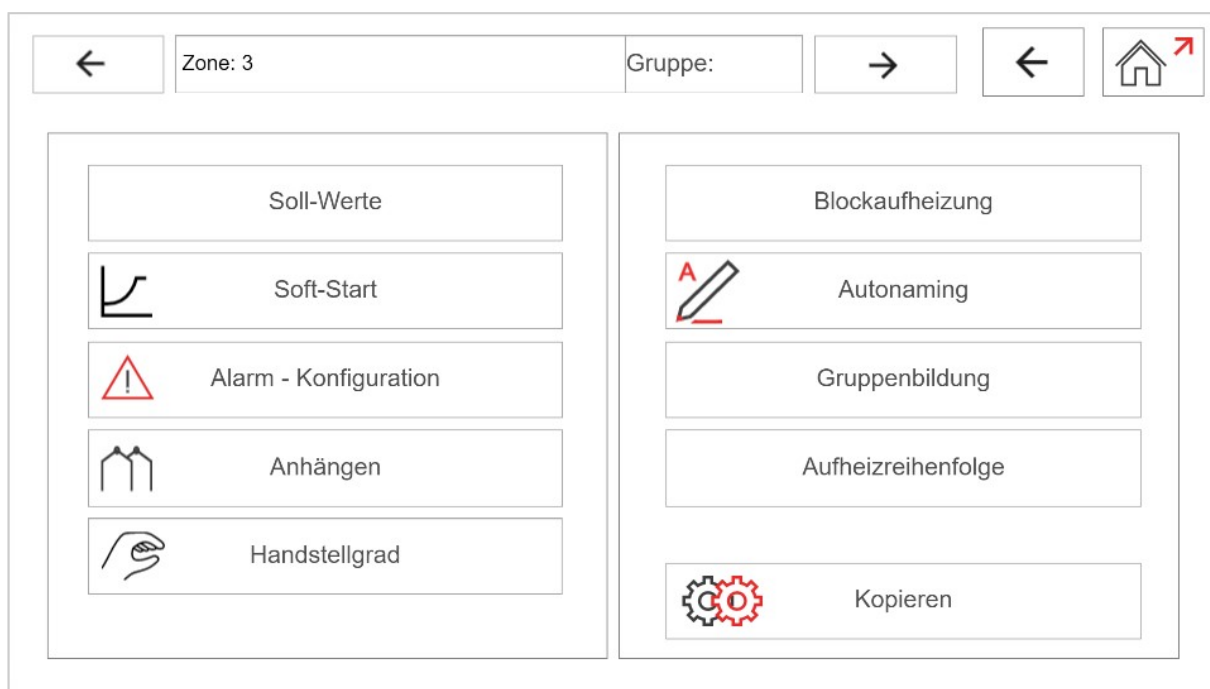 Zone: 3 Gruppe:
Soll-Werte
Soft-Start
Alarm - Konfiguration
Anhängen
Handstellgrad
Blockaufheizung
A
Autonaming
Gruppenbildung
Aufheizreihenfolge
Kopieren